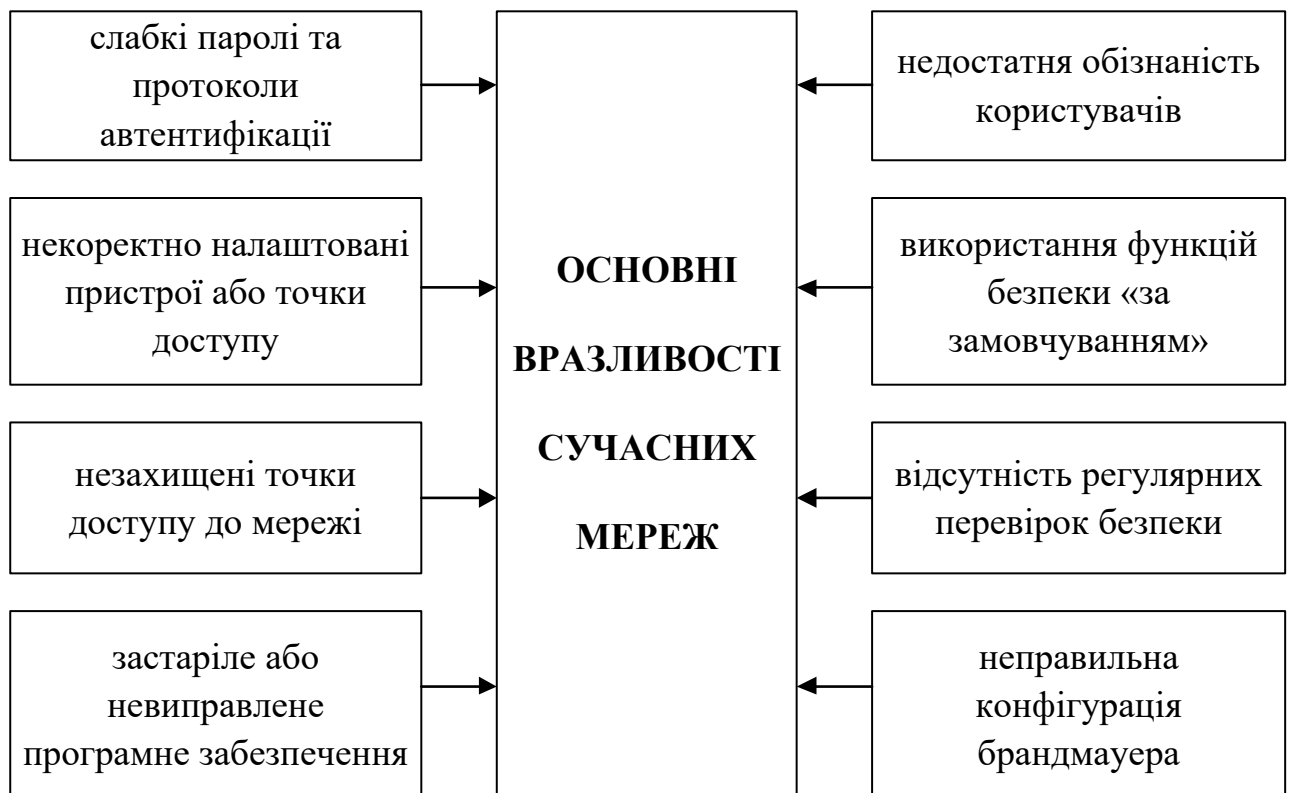 слабкі паролі та
протоколи
автентифікації
некоректно налаштовані
пристрої або точки
доступу
незахищені точки
доступу до мережі
застаріле або
невиправлене
програмне забезпечення
ОСНОВНІ
ВРАЗЛИВОСТІ
СУЧАСНИХ
МЕРЕЖ
недостатня обізнаність
користувачів
використання функцій
безпеки «за
замовчуванням»
відсутність регулярних
перевірок безпеки
неправильна
конфігурація
брандмауера